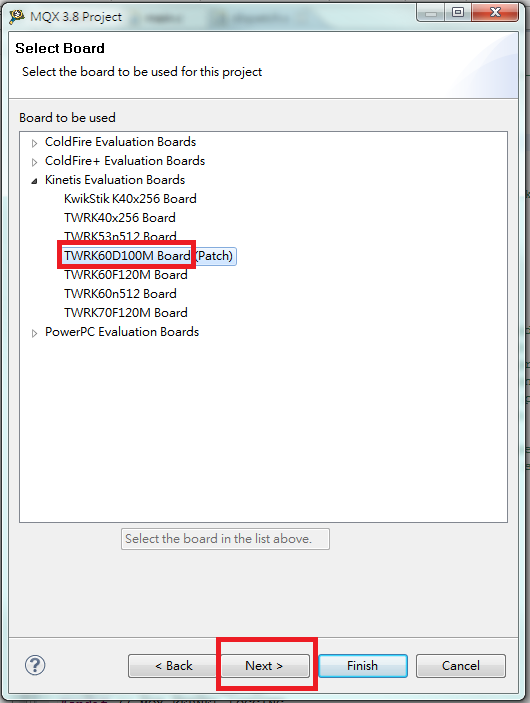 MQX 3.8 Project
Select Board
Select the board to be used for this project
Board to be used
ColdFire Evaluation Boards
ColdFire+ Evaluation Boards
Kinetis Evaluation Boards
KwikStik K40x256 Board
TWRK40x256 Board
TWRK53n512 Board
TWRK60D100M Board (Patch)
TWRK60F120M Board
TWRK60n512 Board
TWRK70F120M Board
PowerPC Evaluation Boards
Select the board in the list above.
? < Back Next > Finish Cancel